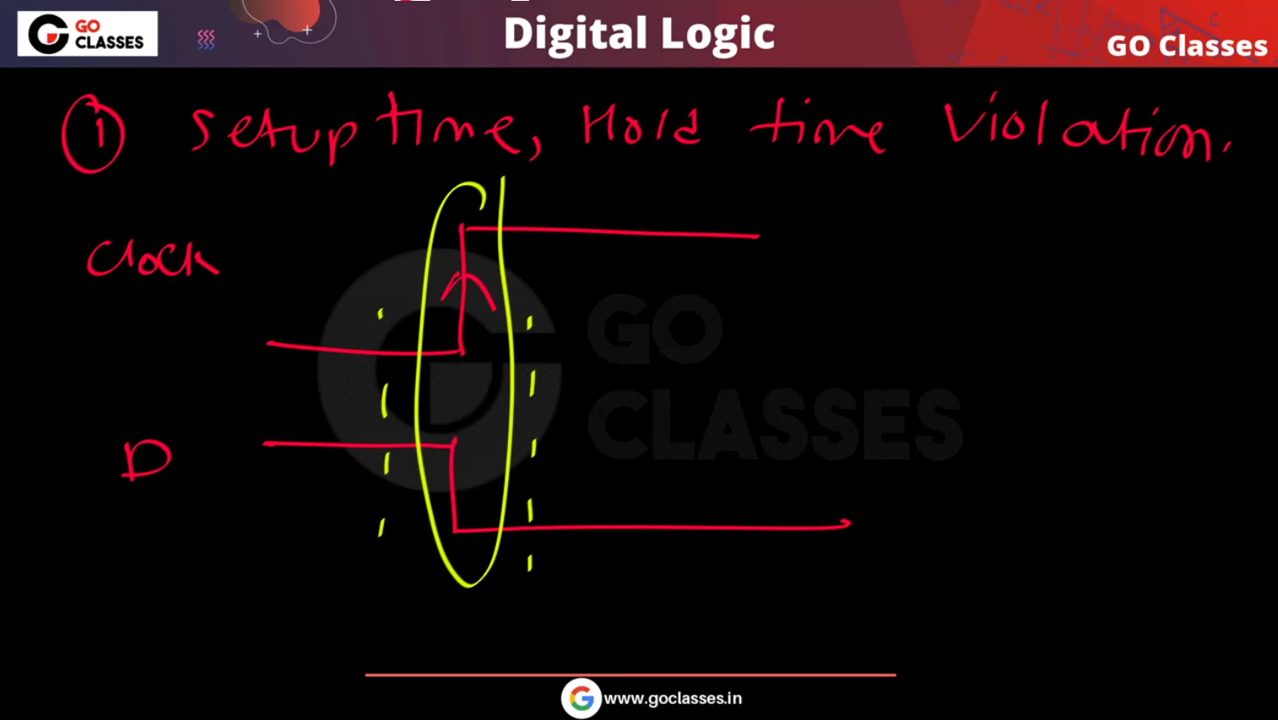 GO
CLASSES
Digital Logic
GO Classes
1 Setup time, Hold time Violation.
Clock
GO
CLASSES
D
www.goclasses.in